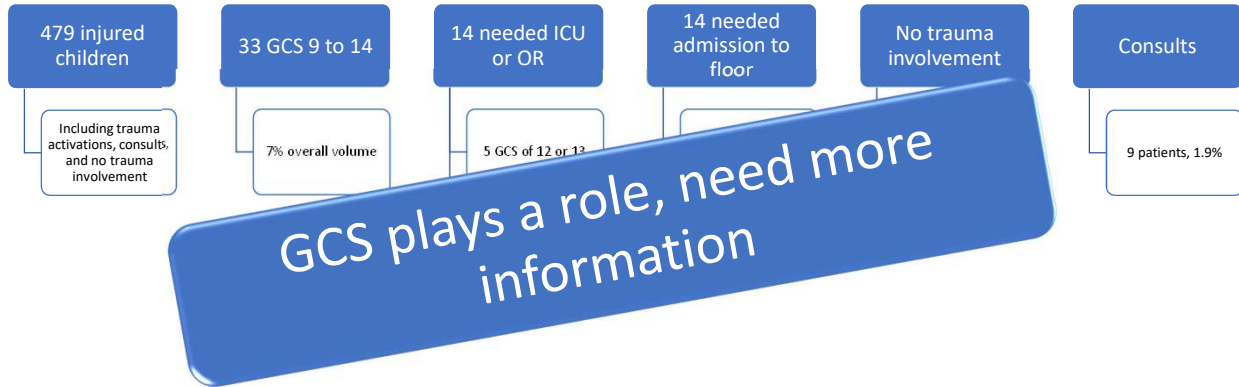 479 injured
children
Including trauma
activations, consults,
and no trauma
involvement
33 GCS 9 to 14
7% overall volume
14 needed ICU
or OR
5 GCS of 12 or 13
14 needed
admission to
floor
No trauma
involvement
Consults
9 patients, 1.9%
GCS plays a role, need more
information